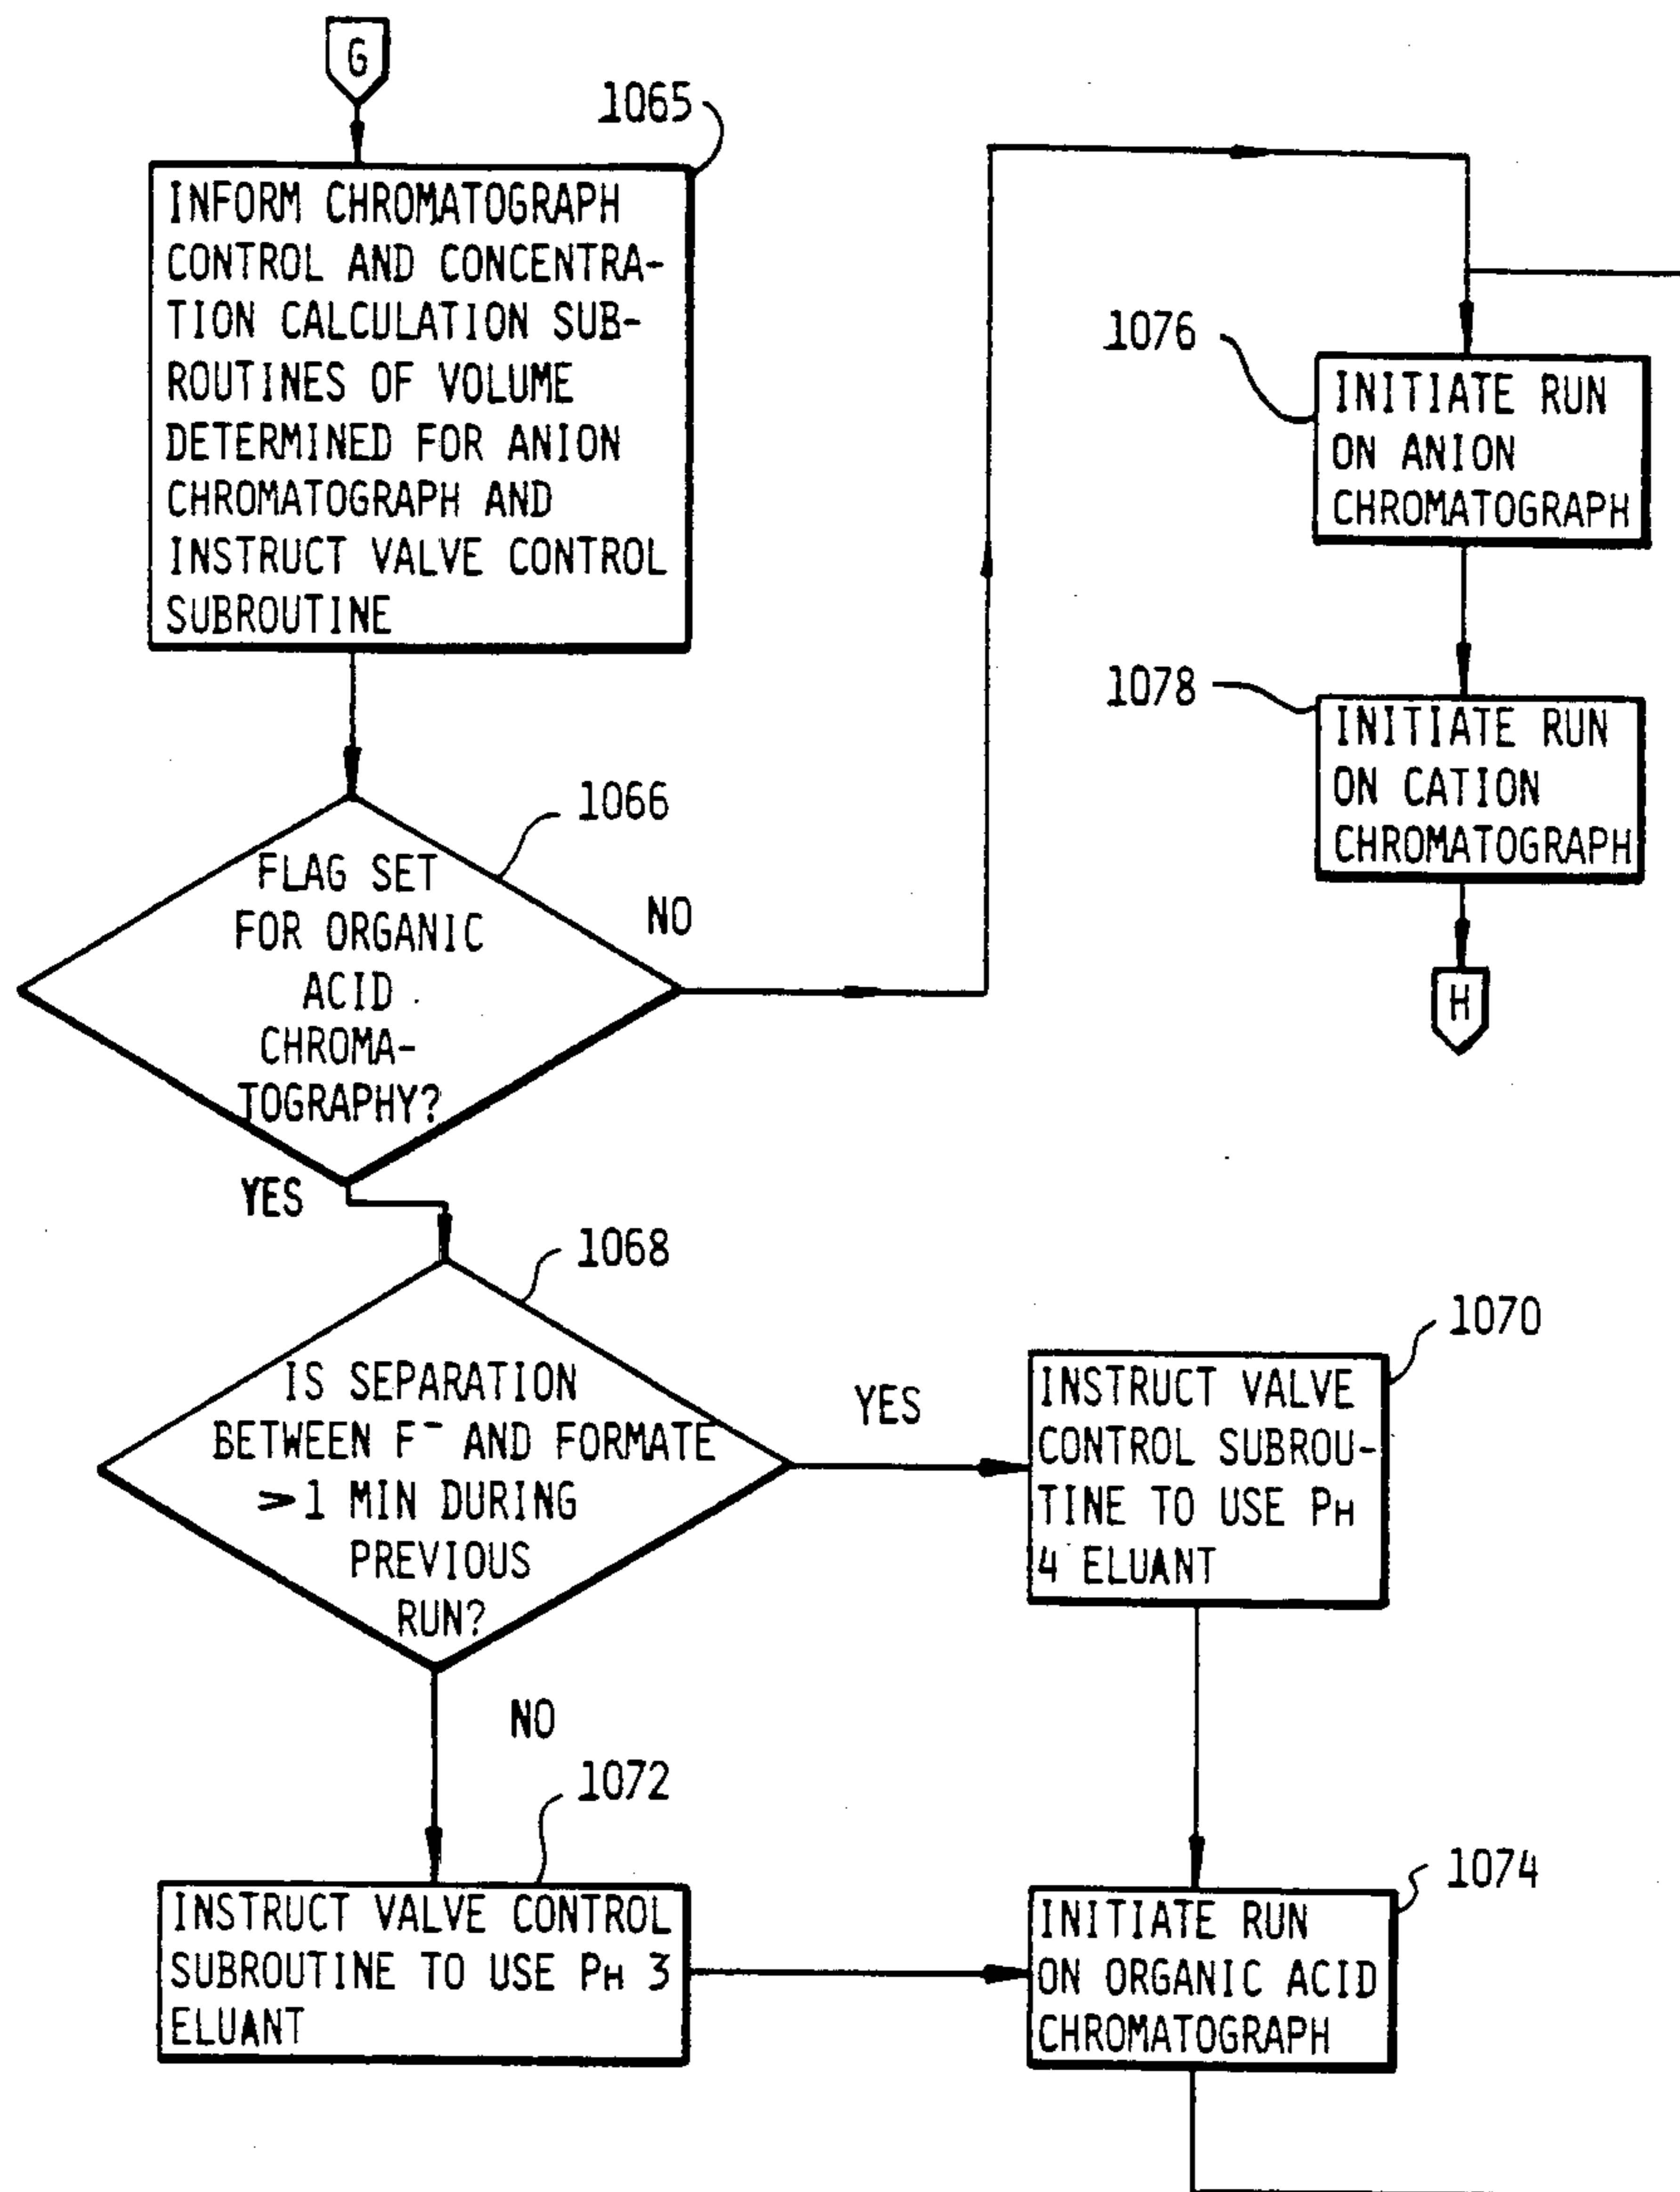 G
1065
INFORM CHROMATOGRAPH
CONTROL AND CONCENTRA-
TION CALCULATION SUB-
ROUTINES OF VOLUME
DETERMINED FOR ANION
CHROMATOGRAPH AND
INSTRUCT VALVE CONTROL
SUBROUTINE
1066
FLAG SET
FOR ORGANIC
ACID
CHROMA-
TOGRAPHY?
NO
YES
1068
IS SEPARATION
BETWEEN F⁻ AND FORMATE
>1 MIN DURING
PREVIOUS
RUN?
YES
NO
1070
INSTRUCT VALVE
CONTROL SUBROU-
TINE TO USE PH
4 ELUANT
1072
INSTRUCT VALVE CONTROL
SUBROUTINE TO USE PH 3
ELUANT
1074
INITIATE RUN
ON ORGANIC ACID
CHROMATOGRAPH
1076
INITIATE RUN
ON ANION
CHROMATOGRAPH
1078
INITIATE RUN
ON CATION
CHROMATOGRAPH
H